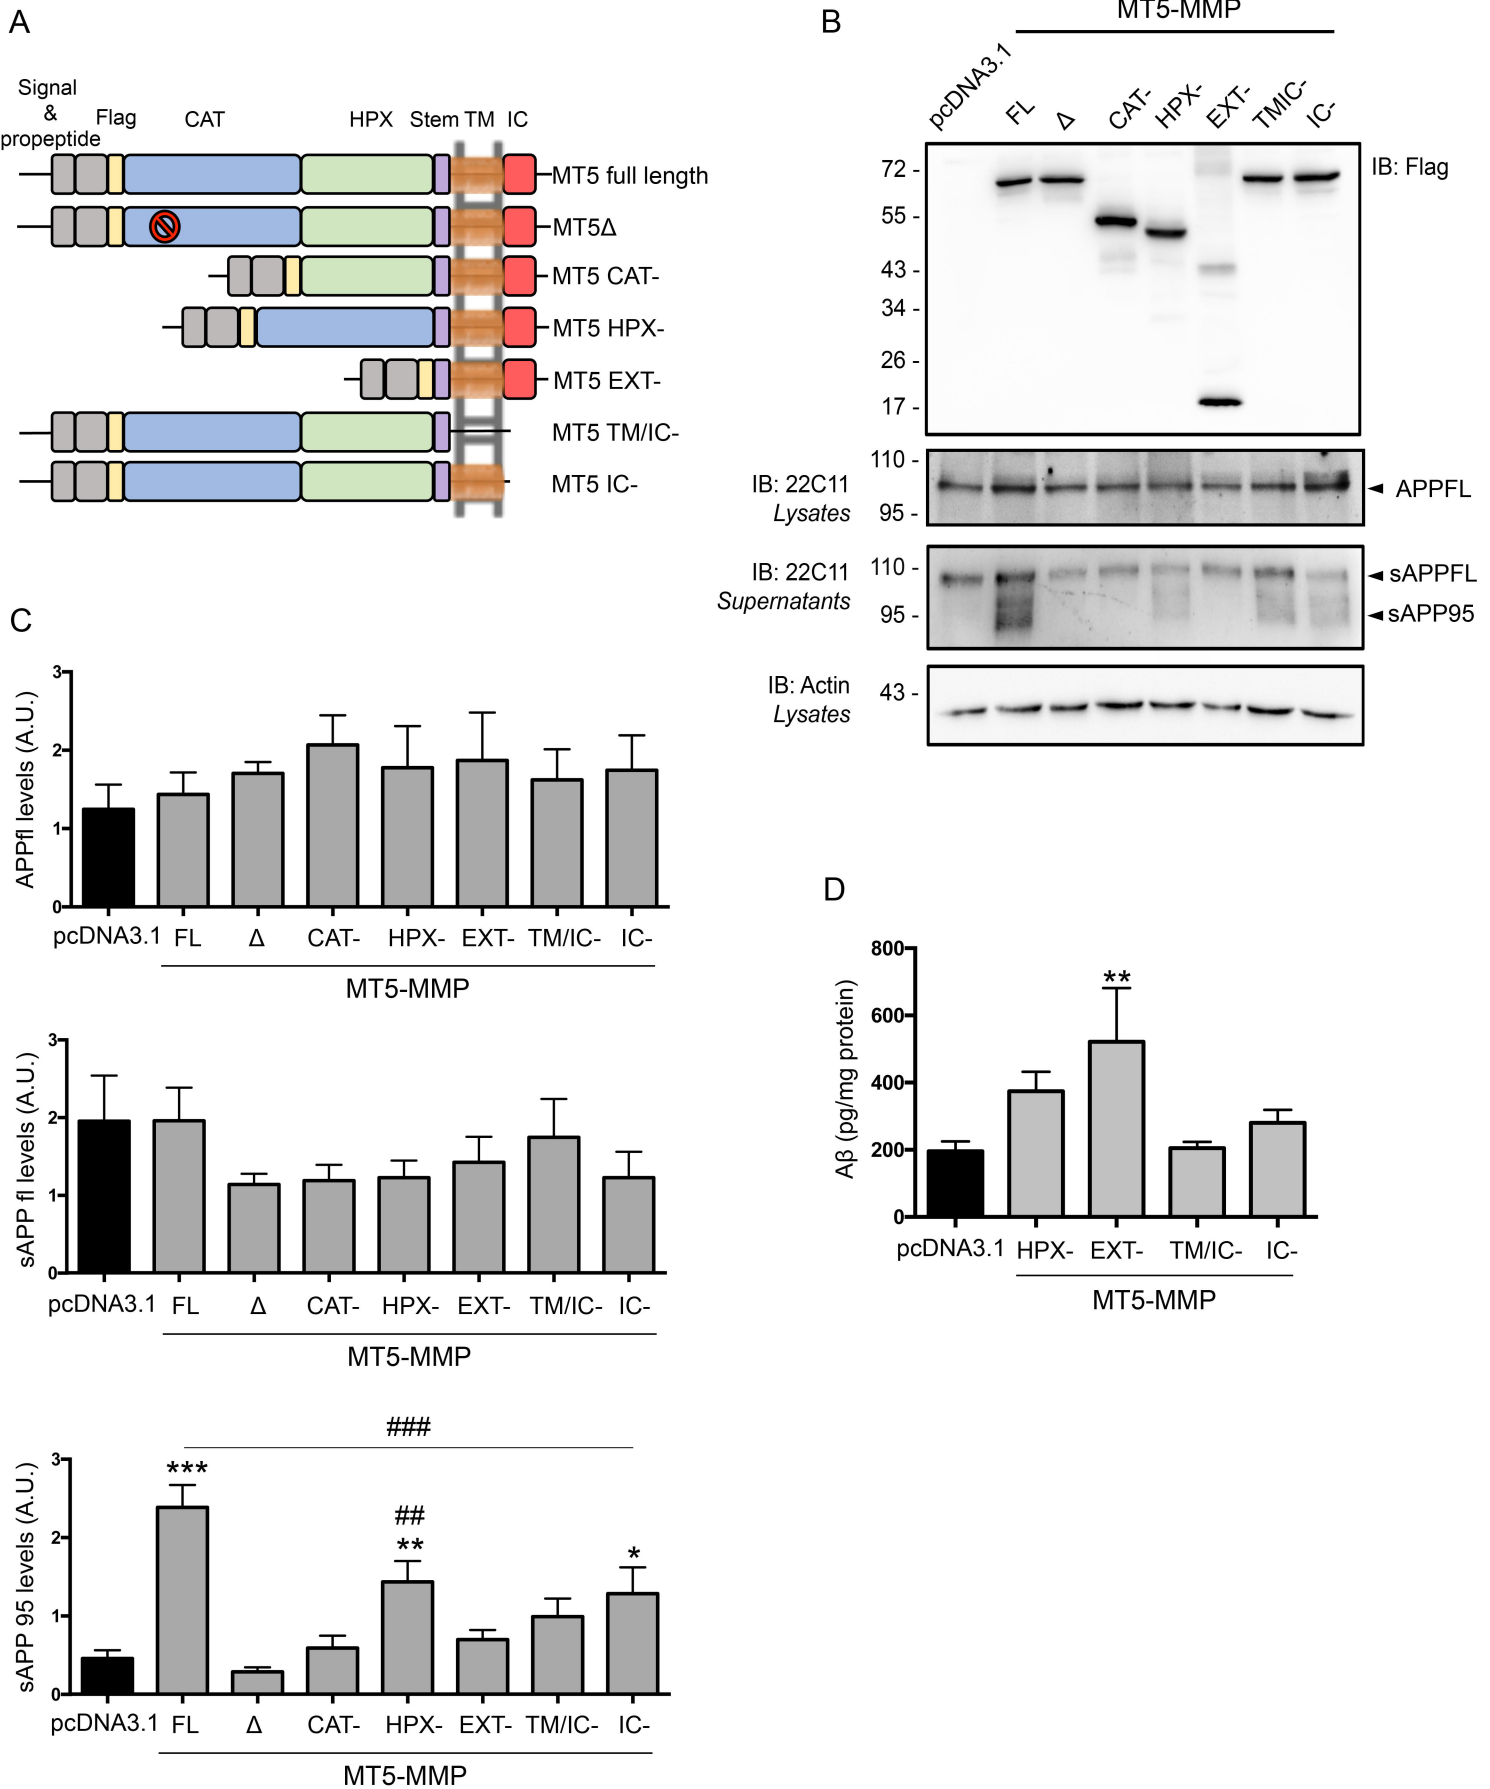 A
Signal
&
propeptide
Flag
CAT
HPX
Stem
TM
IC
MT5 full length
MT5Δ
MT5 CAT-
MT5 HPX-
MT5 EXT-
MT5 TM/IC-
MT5 IC-
B
MT5-MMP
pcDNA3.1
FL
Δ
CAT-
HPX-
EXT-
TMIC-
IC-
72 -
55 -
43 -
34 -
26 -
17 -
IB: Flag
IB: 22C11
Lysates
110 -
95 -
APPFL
IB: 22C11
Supernatants
110 -
95 -
sAPPFL
sAPP95
IB: Actin
Lysates
43 -
C
APPfl levels (A.U.)
3
2
1
0
pcDNA3.1 FL Δ CAT- HPX- EXT- TM/IC- IC-
MT5-MMP
sAPP fl levels (A.U.)
3
2
1
0
pcDNA3.1 FL Δ CAT- HPX- EXT- TM/IC- IC-
MT5-MMP
sAPP 95 levels (A.U.)
3
2
1
0
###
***
##
**
*
pcDNA3.1 FL Δ CAT- HPX- EXT- TM/IC- IC-
MT5-MMP
D
Aβ (pg/mg protein)
800
600
400
200
0
**
pcDNA3.1 HPX- EXT- TM/IC- IC-
MT5-MMP